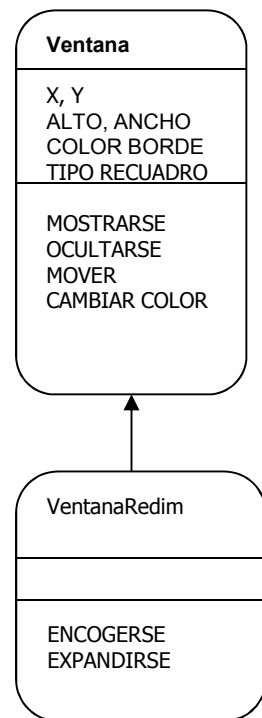 Ventana
X, Y
ALTO, ANCHO
COLOR BORDE
TIPO RECUADRO
MOSTRARSE
OCULTARSE
MOVER
CAMBIAR COLOR
VentanaRedim
ENCOGERSE
EXPANDIRSE